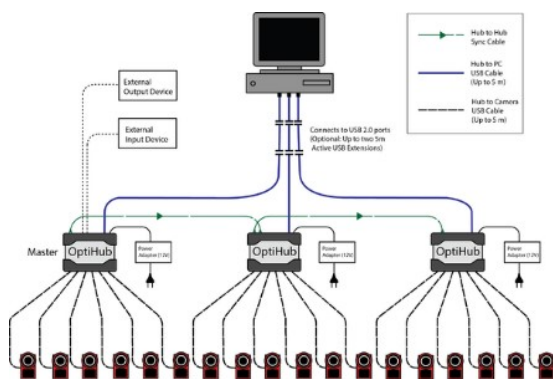 Hub to Hub
Sync Cable
Hub to PC
USB Cable
(Up to 5 m)
Hub to Camera
USB Cable
(Up to 5 m)
External
Output Device
External
Input Device
Connects to USB 2.0 ports
(Optional: Up to two 5m
Active USB Extensions)
Master
OptiHub
Power
Adapter (12V)
OptiHub
Power
Adapter (12V)
OptiHub
Power
Adapter (12V)